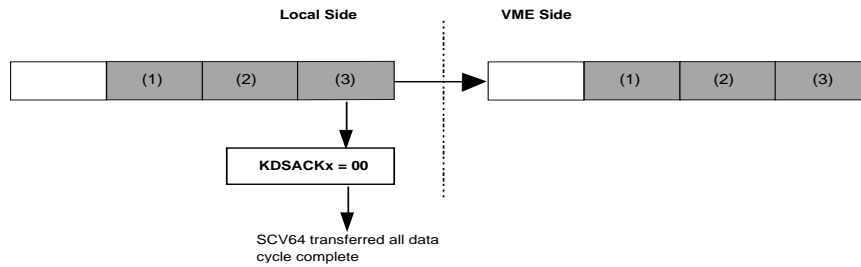 Local Side VME Side
(1) (2) (3) (1) (2) (3)
KDSACKx = 00
SCV64 transferred all data
cycle complete